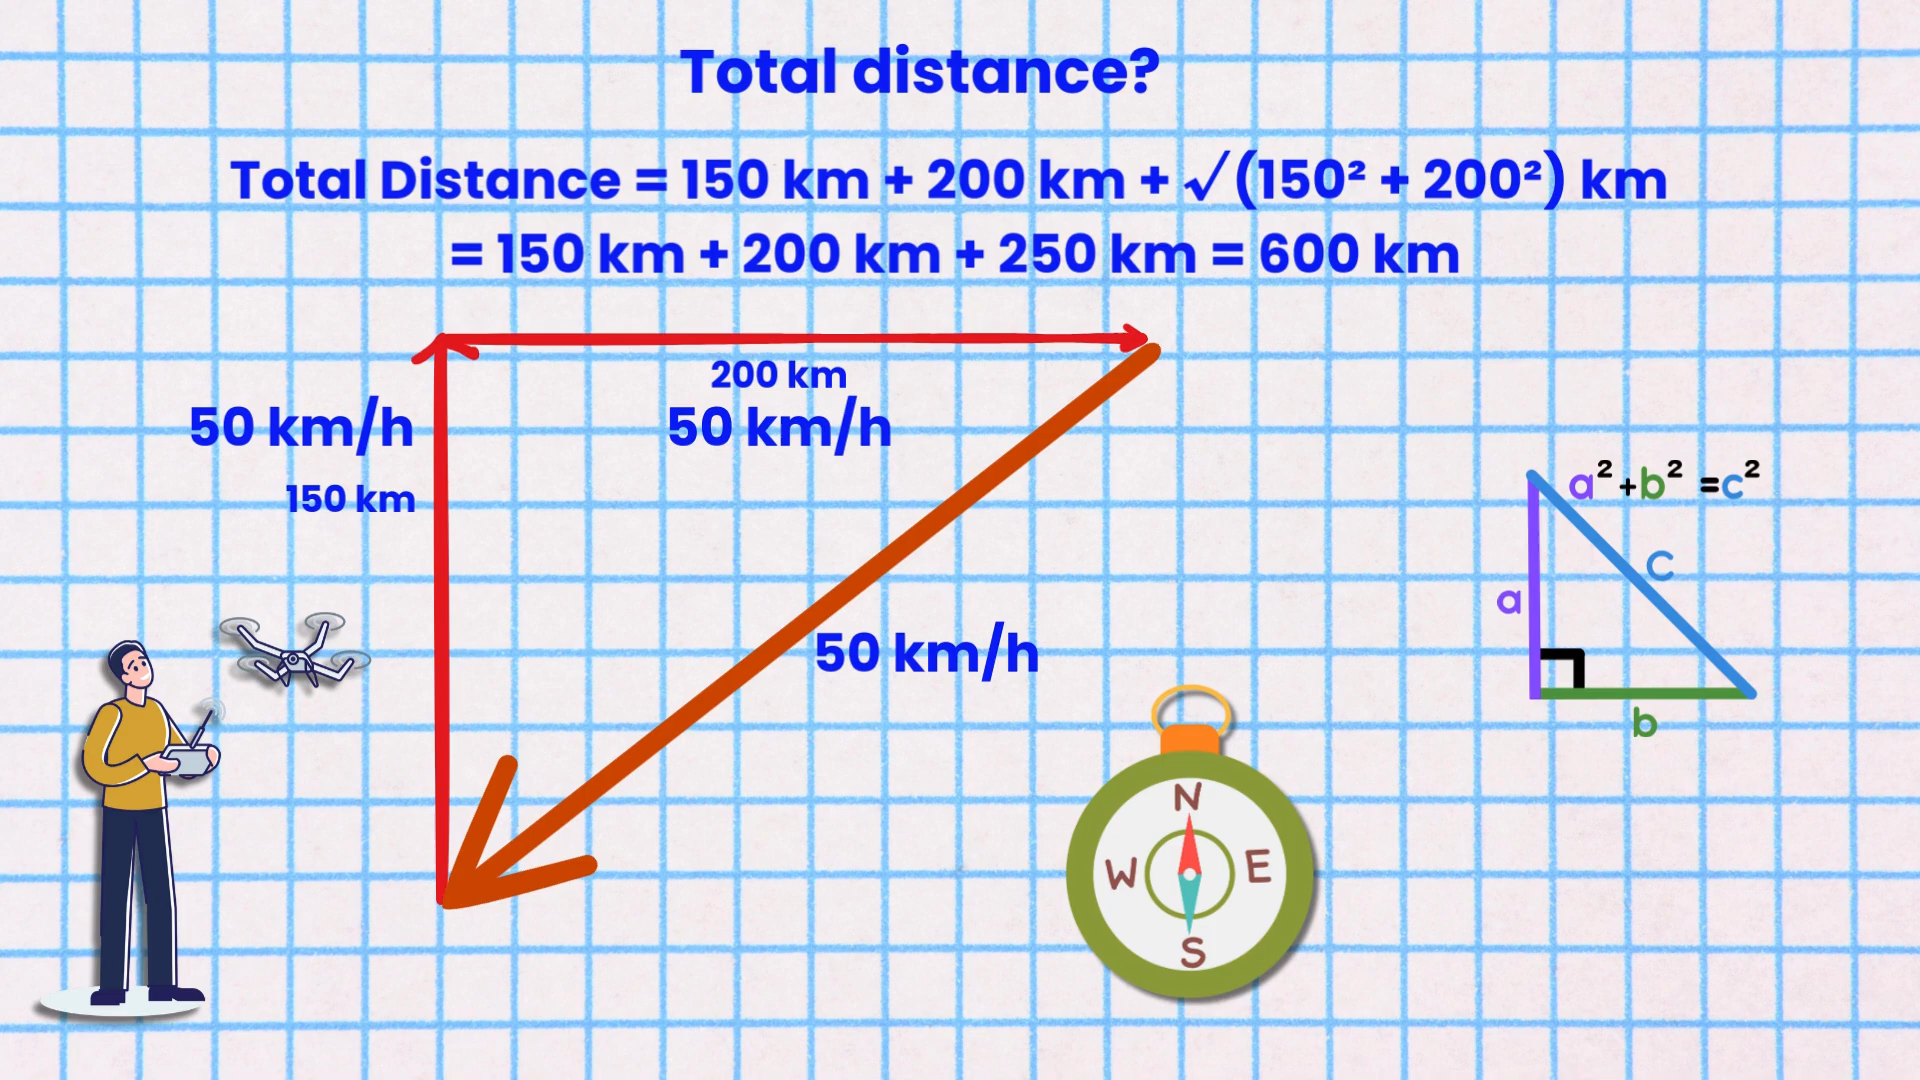 Total distance?
Total Distance = 150 km + 200 km + √(150² + 200²) km
= 150 km + 200 km + 250 km = 600 km
200 km
50 km/h
50 km/h
150 km
50 km/h
a² + b² = c²
c
a
b
N
W
E
S